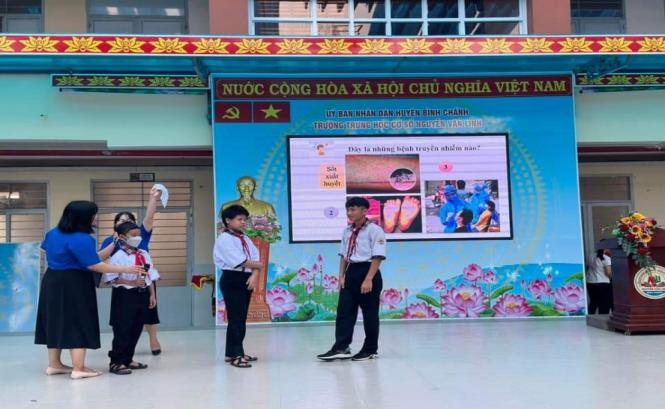 NƯỚC CỘNG HÒA XÃ HỘI CHỦ NGHĨA VIỆT NAM
ỦY BAN NHÂN DÂN HUYỆN BÌNH CHÁNH
TRƯỜNG TRUNG HỌC CƠ SỞ NGUYỄN VĂN LINH
Đây là những bệnh truyền nhiễm nào?
Sốt
xuất
huyết
3
2